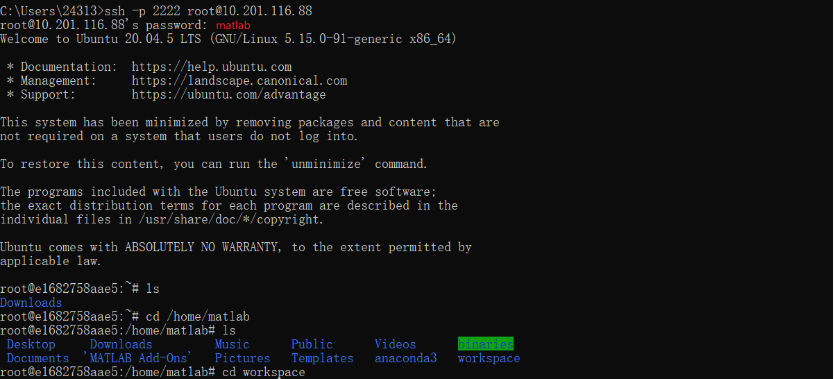 C:\Users\24313>ssh -p 2222 root@10.201.116.88
root@10.201.116.88's password: matlab
Welcome to Ubuntu 20.04.5 LTS (GNU/Linux 5.15.0-91-generic x86_64)
* Documentation:  https://help.ubuntu.com
* Management:     https://landscape.canonical.com
* Support:        https://ubuntu.com/advantage
This system has been minimized by removing packages and content that are
not required on a system that users do not log into.
To restore this content, you can run the 'unminimize' command.
The programs included with the Ubuntu system are free software;
the exact distribution terms for each program are described in the
individual files in /usr/share/doc/*/copyright.
Ubuntu comes with ABSOLUTELY NO WARRANTY, to the extent permitted by
applicable law.
root@e1682758aae5:~# ls
Downloads
root@e1682758aae5:~# cd /home/matlab
root@e1682758aae5:/home/matlab# ls
Desktop    Downloads        Music     Public     Videos     binaries
Documents 'MATLAB Add-Ons'  Pictures  Templates  anaconda3  workspace
root@e1682758aae5:/home/matlab# cd workspace